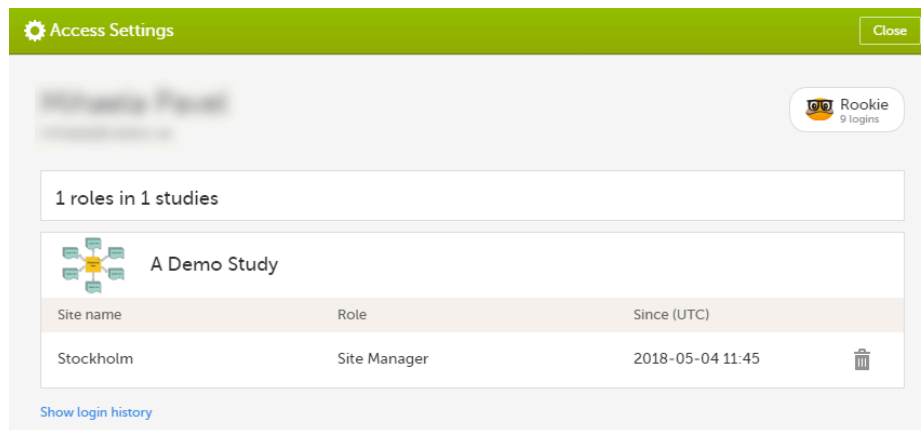 Access Settings
Close
Rookie
9 logins
1 roles in 1 studies
A Demo Study
Site name Role Since (UTC)
Stockholm Site Manager 2018-05-04 11:45
Show login history